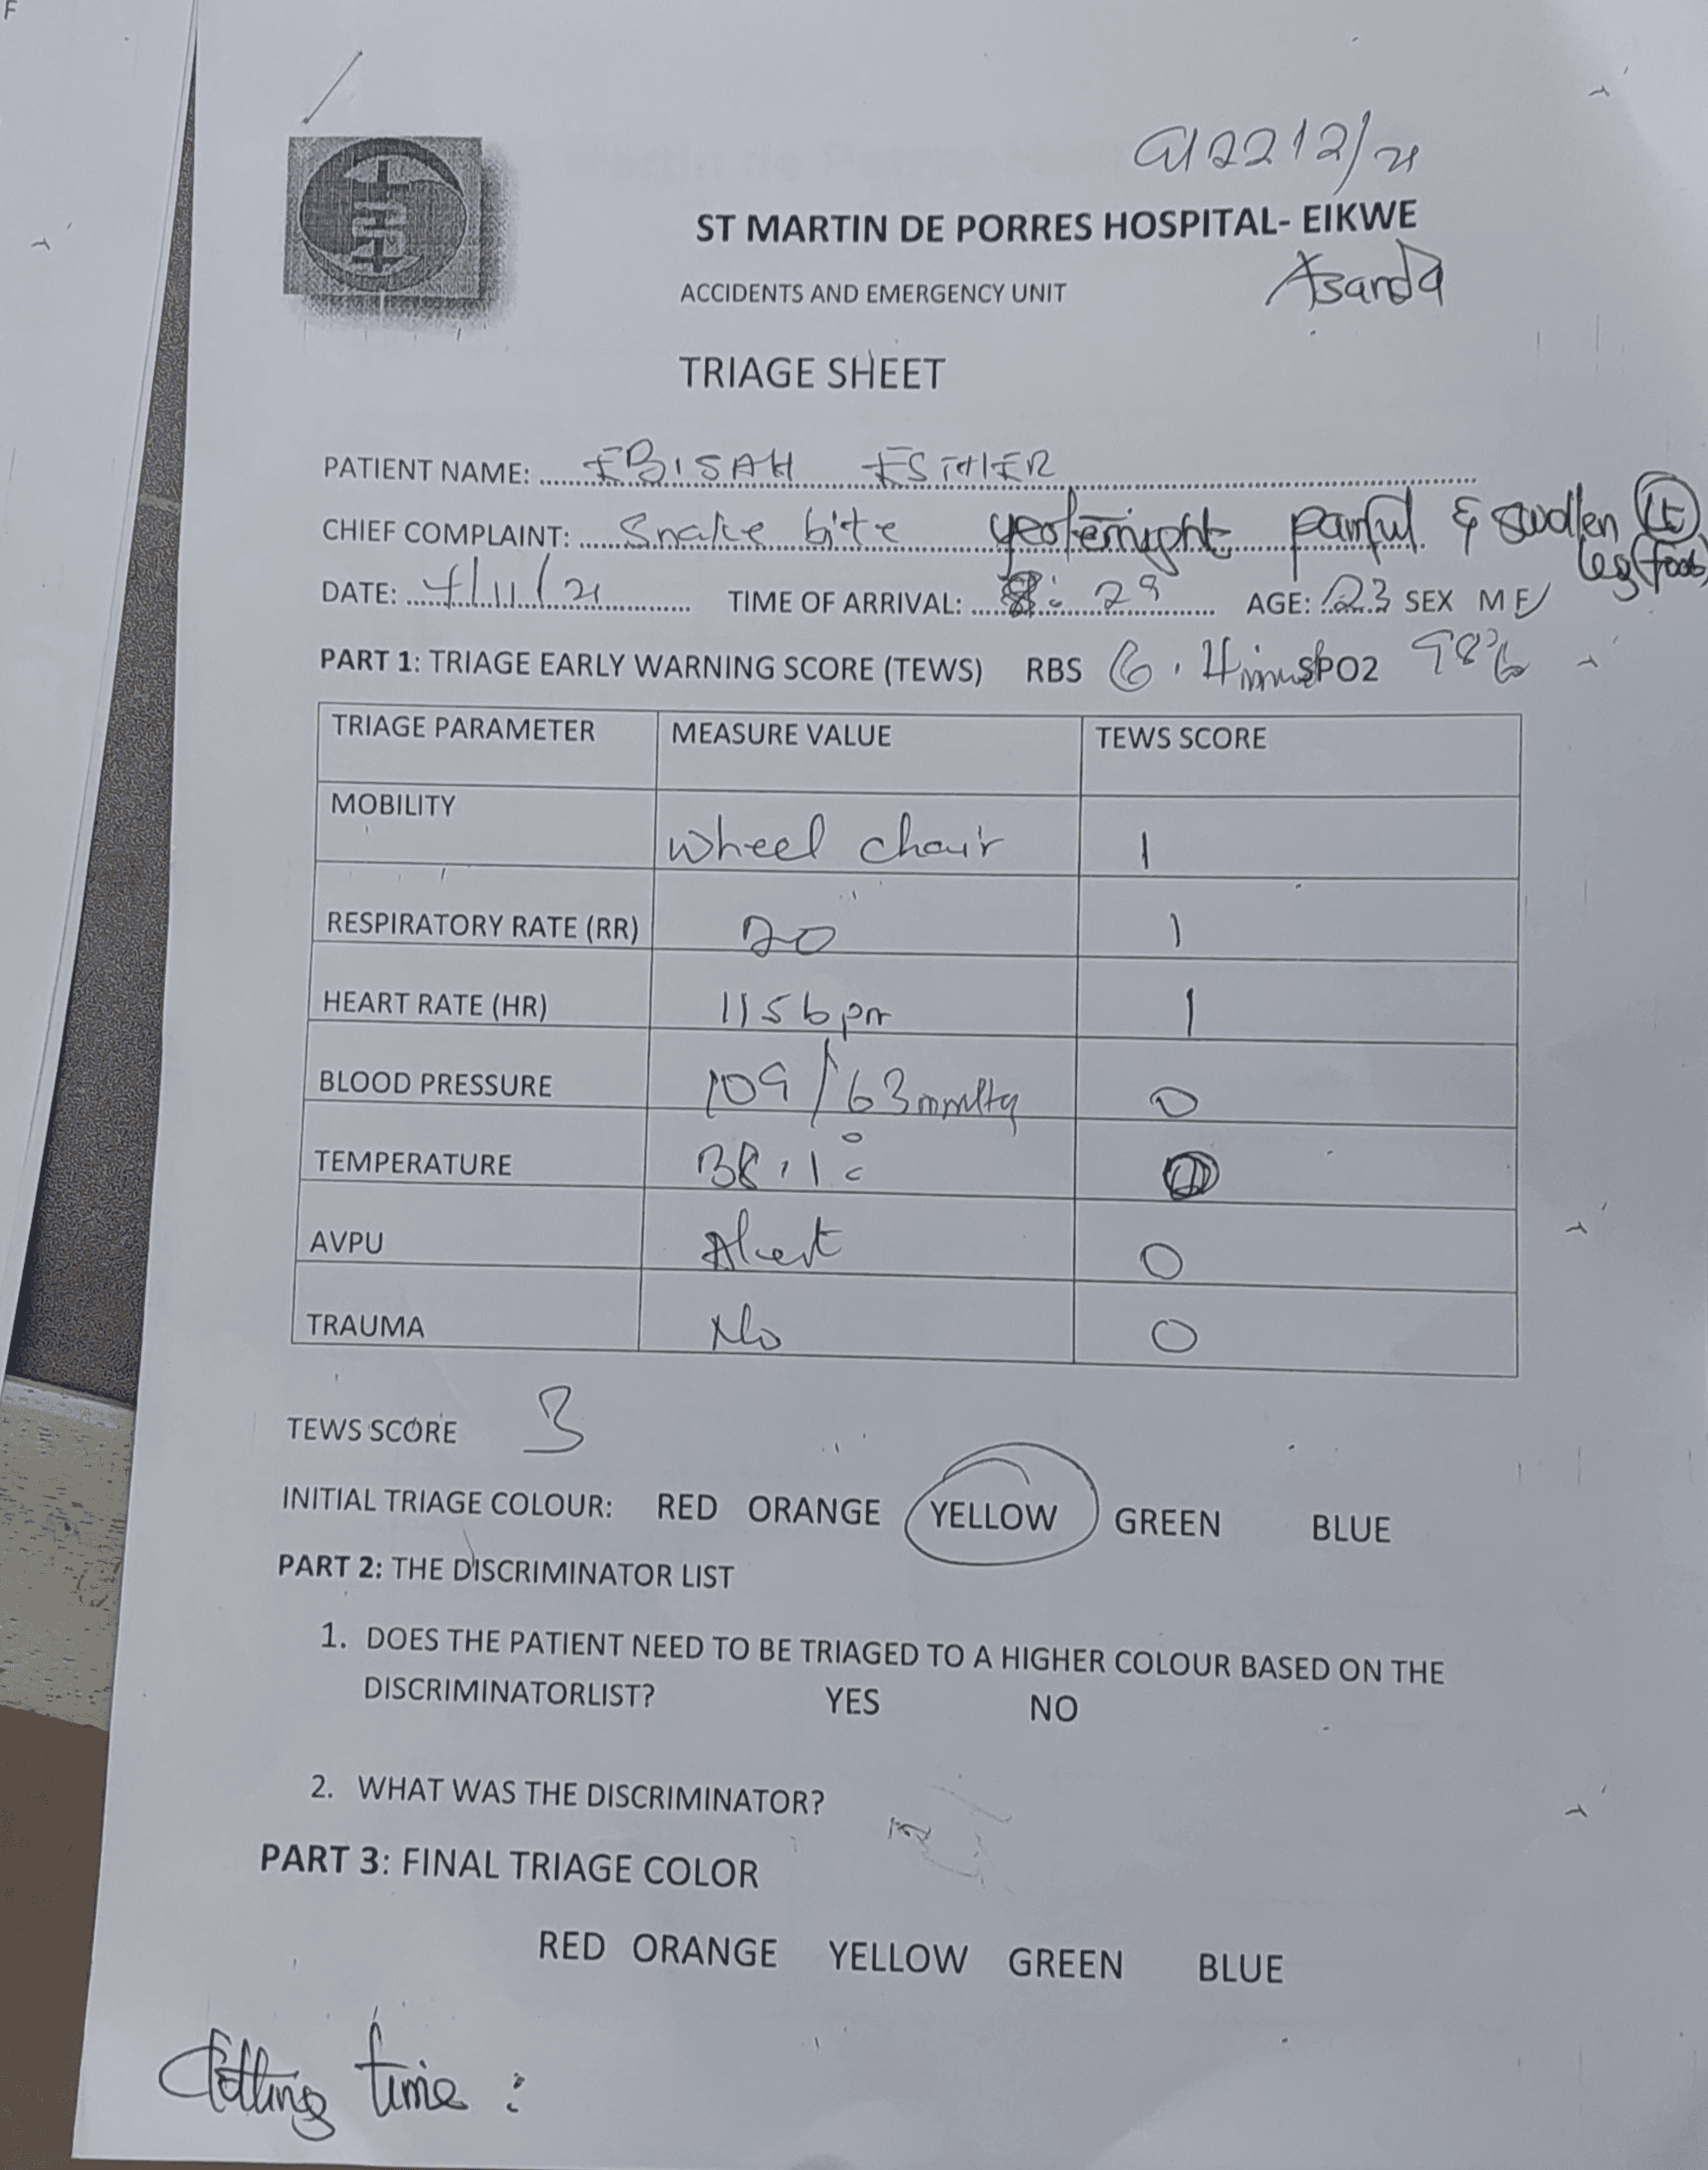 F
a12212/21
ST MARTIN DE PORRES HOSPITAL- EIKWE
Asanda
ACCIDENTS AND EMERGENCY UNIT
TRIAGE SHEET
PATIENT NAME: EBISAH ESTHER
CHIEF COMPLAINT: Snake bite yesternight painful & swollen (Lt) leg (foot)
DATE: 7/11/21 TIME OF ARRIVAL: 8:29 AGE: 23 SEX M F
PART 1: TRIAGE EARLY WARNING SCORE (TEWS) RBS 6.4mms SPO2 98%
TRIAGE PARAMETER MEASURE VALUE TEWS SCORE
MOBILITY wheel chair 1
RESPIRATORY RATE (RR) 20 1
HEART RATE (HR) 115bpm 1
BLOOD PRESSURE 109/63mmHg 0
TEMPERATURE 38.1°c
AVPU Alert 0
TRAUMA No 0
TEWS SCORE 3
INITIAL TRIAGE COLOUR: RED ORANGE YELLOW GREEN BLUE
PART 2: THE DISCRIMINATOR LIST
1. DOES THE PATIENT NEED TO BE TRIAGED TO A HIGHER COLOUR BASED ON THE
DISCRIMINATORLIST? YES NO
2. WHAT WAS THE DISCRIMINATOR?
PART 3: FINAL TRIAGE COLOR
RED ORANGE YELLOW GREEN BLUE
Clotting time :